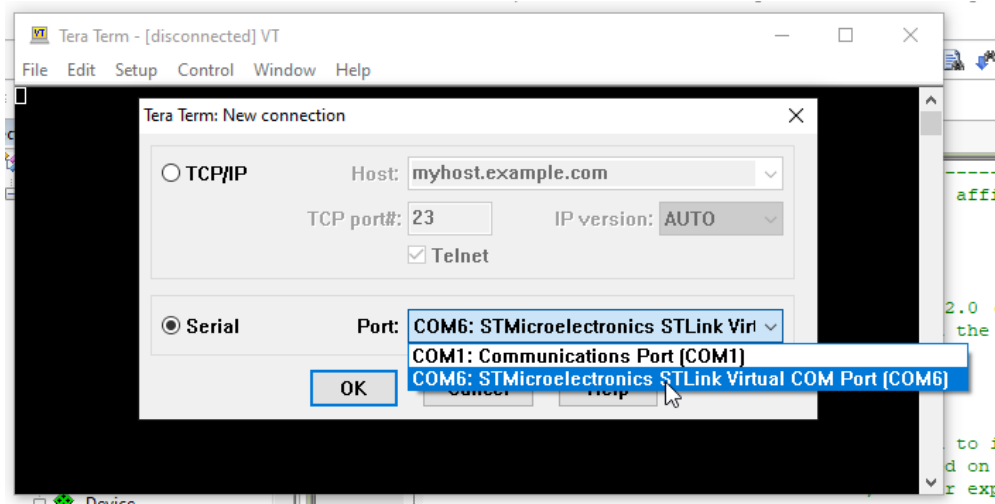 Tera Term - [disconnected] VT
File Edit Setup Control Window Help
Tera Term: New connection
TCP/IP
Host: myhost.example.com
TCP port#: 23
IP version: AUTO
Telnet
Serial
Port: COM6: STMicroelectronics STLink Virt
COM1: Communications Port (COM1)
COM6: STMicroelectronics STLink Virtual COM Port (COM6)
OK
Cancel
Help
2.0
the
to
d on
Device